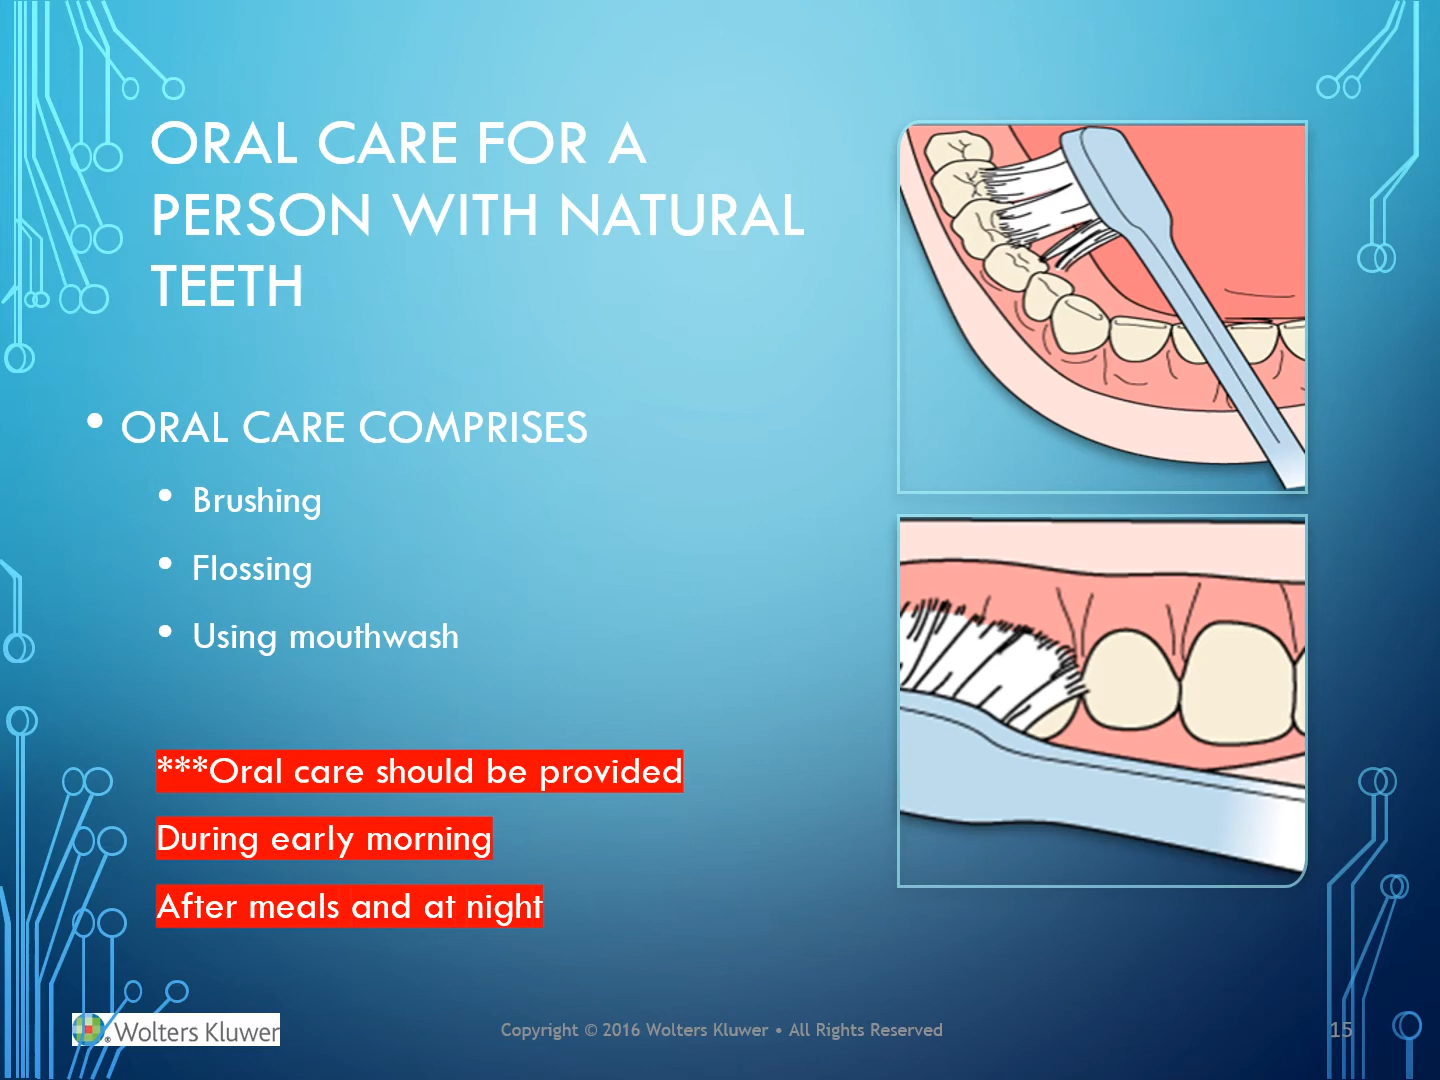 ORAL CARE FOR A
PERSON WITH NATURAL
TEETH
• ORAL CARE COMPRISES
• Brushing
• Flossing
• Using mouthwash
***Oral care should be provided
During early morning
After meals and at night
Wolters Kluwer
Copyright © 2016 Wolters Kluwer • All Rights Reserved
15